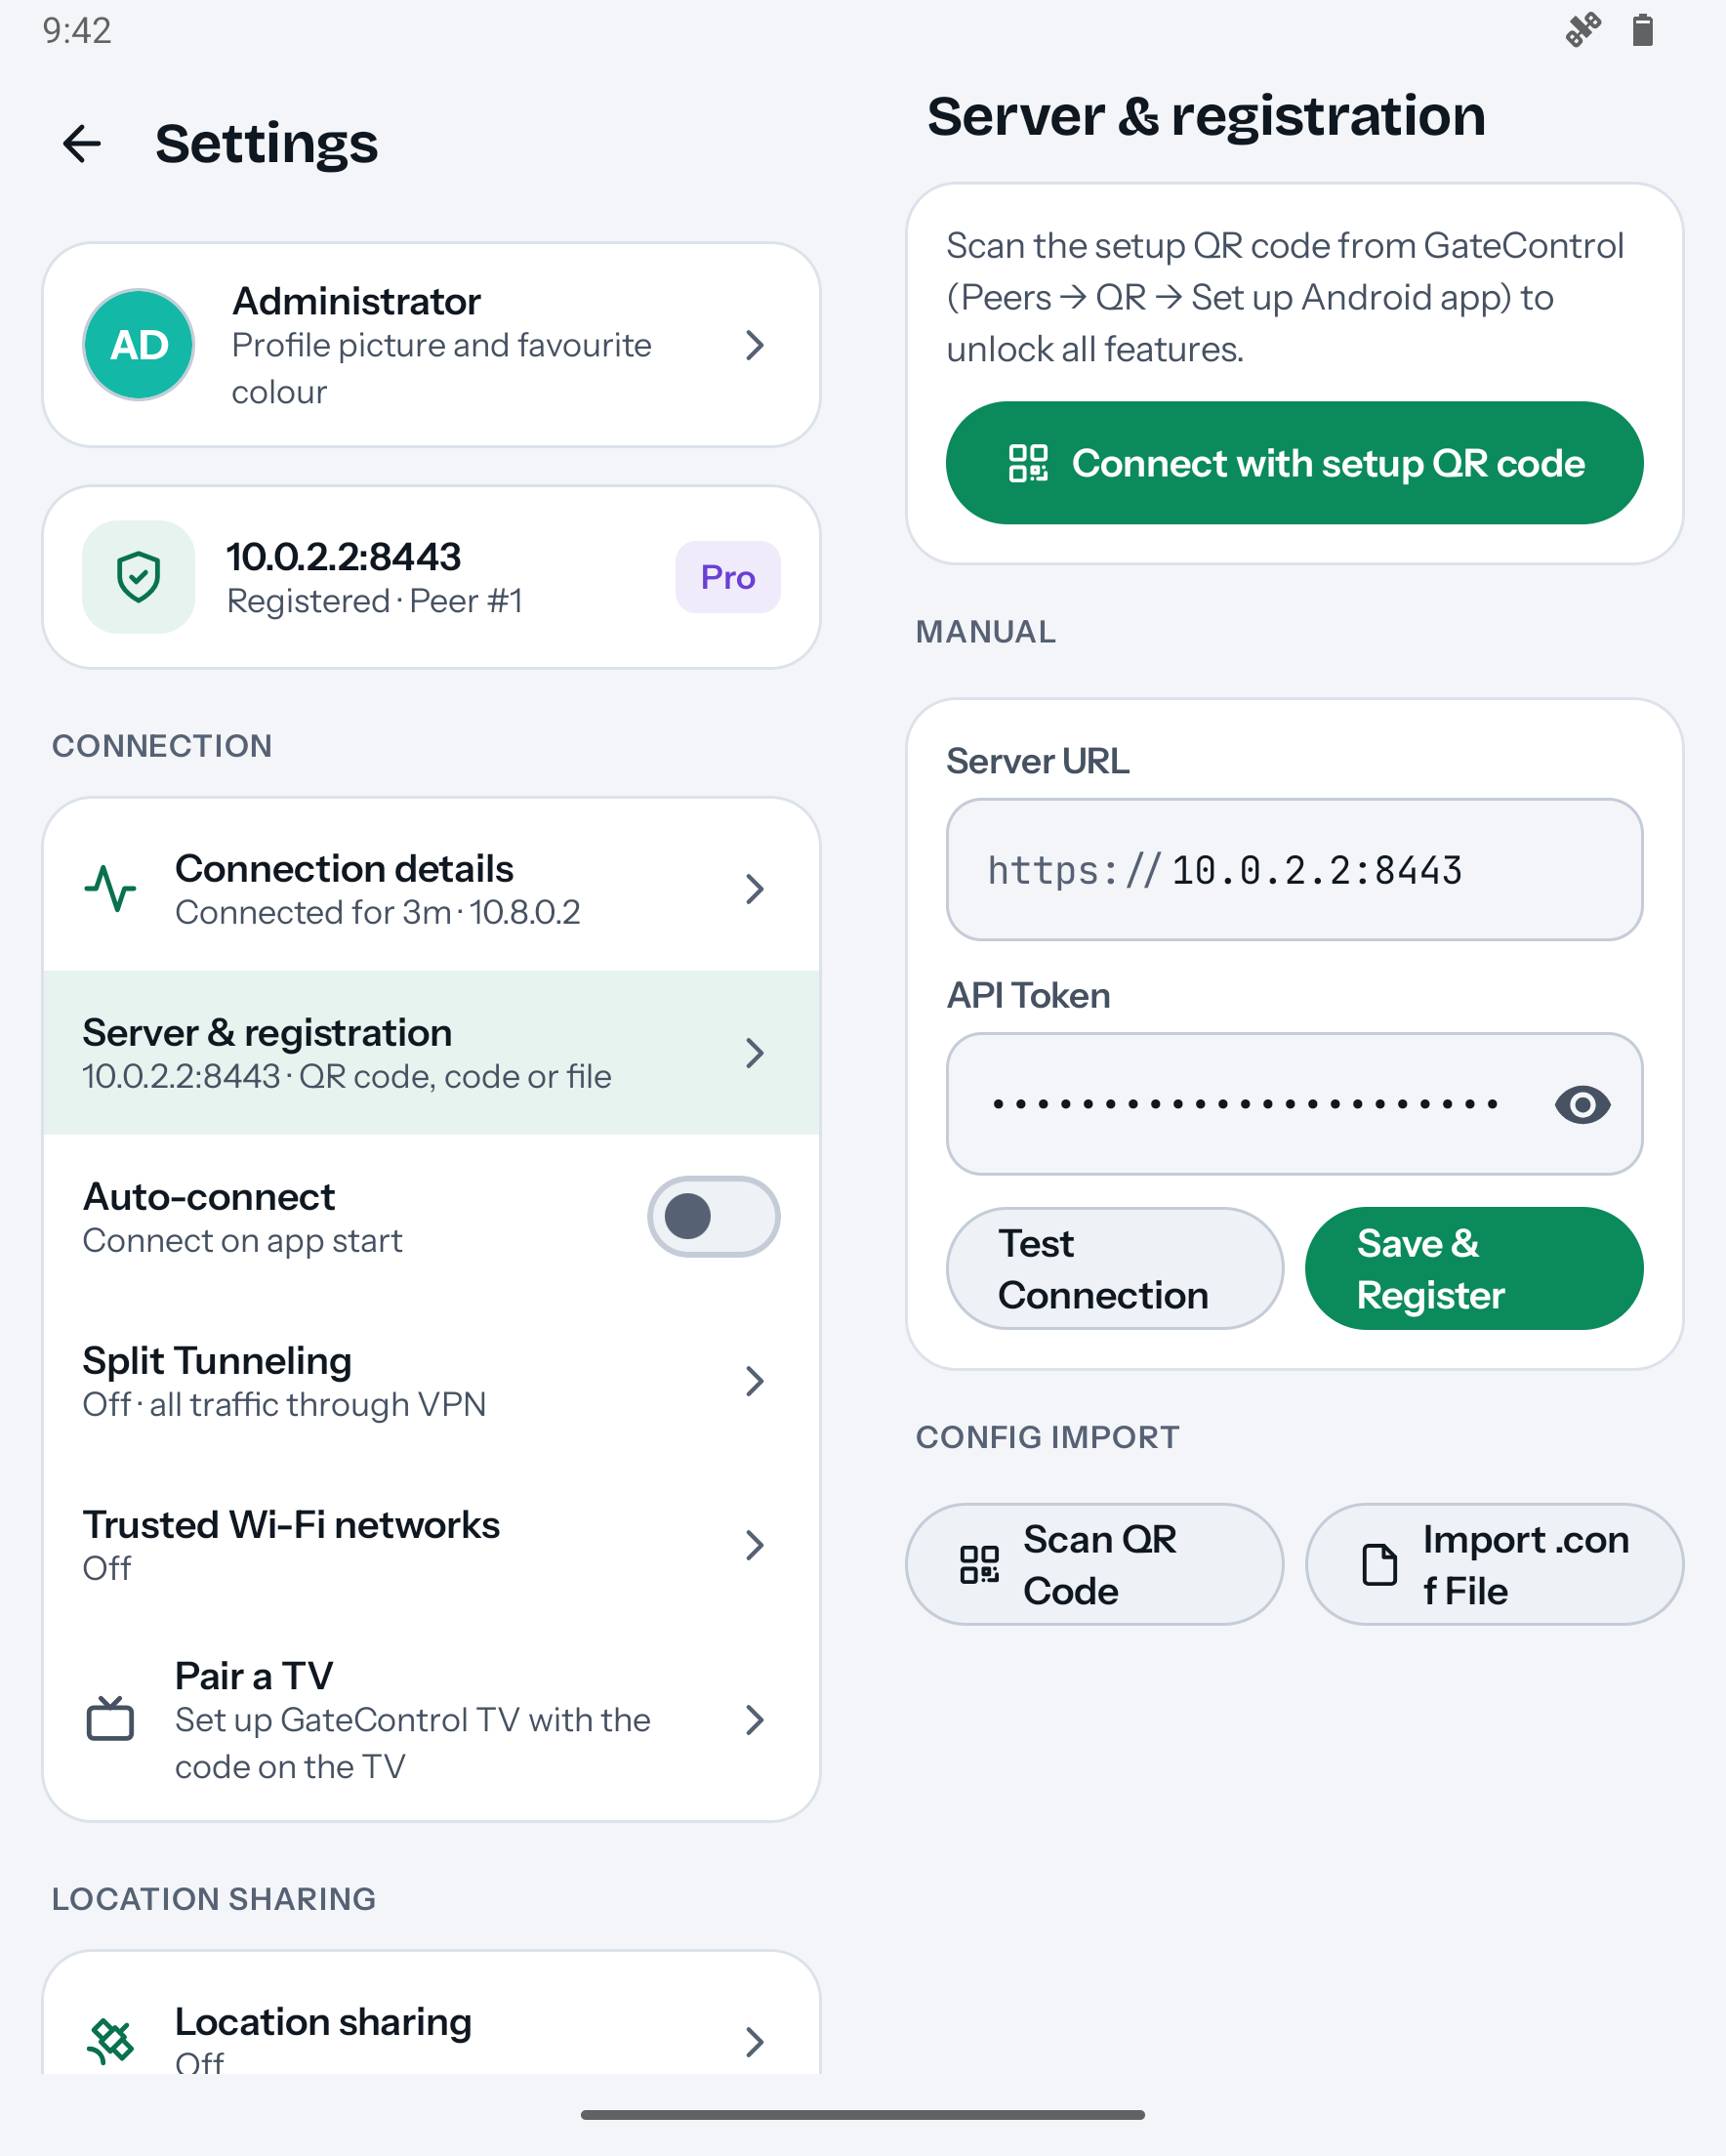 9:42
Settings
AD
Administrator
Profile picture and favourite
colour
10.0.2.2:8443
Registered · Peer #1
Pro
CONNECTION
Connection details
Connected for 3m · 10.8.0.2
Server & registration
10.0.2.2:8443 · QR code, code or file
Auto-connect
Connect on app start
Split Tunneling
Off · all traffic through VPN
Trusted Wi-Fi networks
Off
Pair a TV
Set up GateControl TV with the
code on the TV
LOCATION SHARING
Location sharing
Off
Server & registration
Scan the setup QR code from GateControl
(Peers → QR → Set up Android app) to
unlock all features.
Connect with setup QR code
MANUAL
Server URL
https:// 10.0.2.2:8443
API Token
•••••••••••••••••••••••
Test
Connection
Save &
Register
CONFIG IMPORT
Scan QR
Code
Import .con
f File